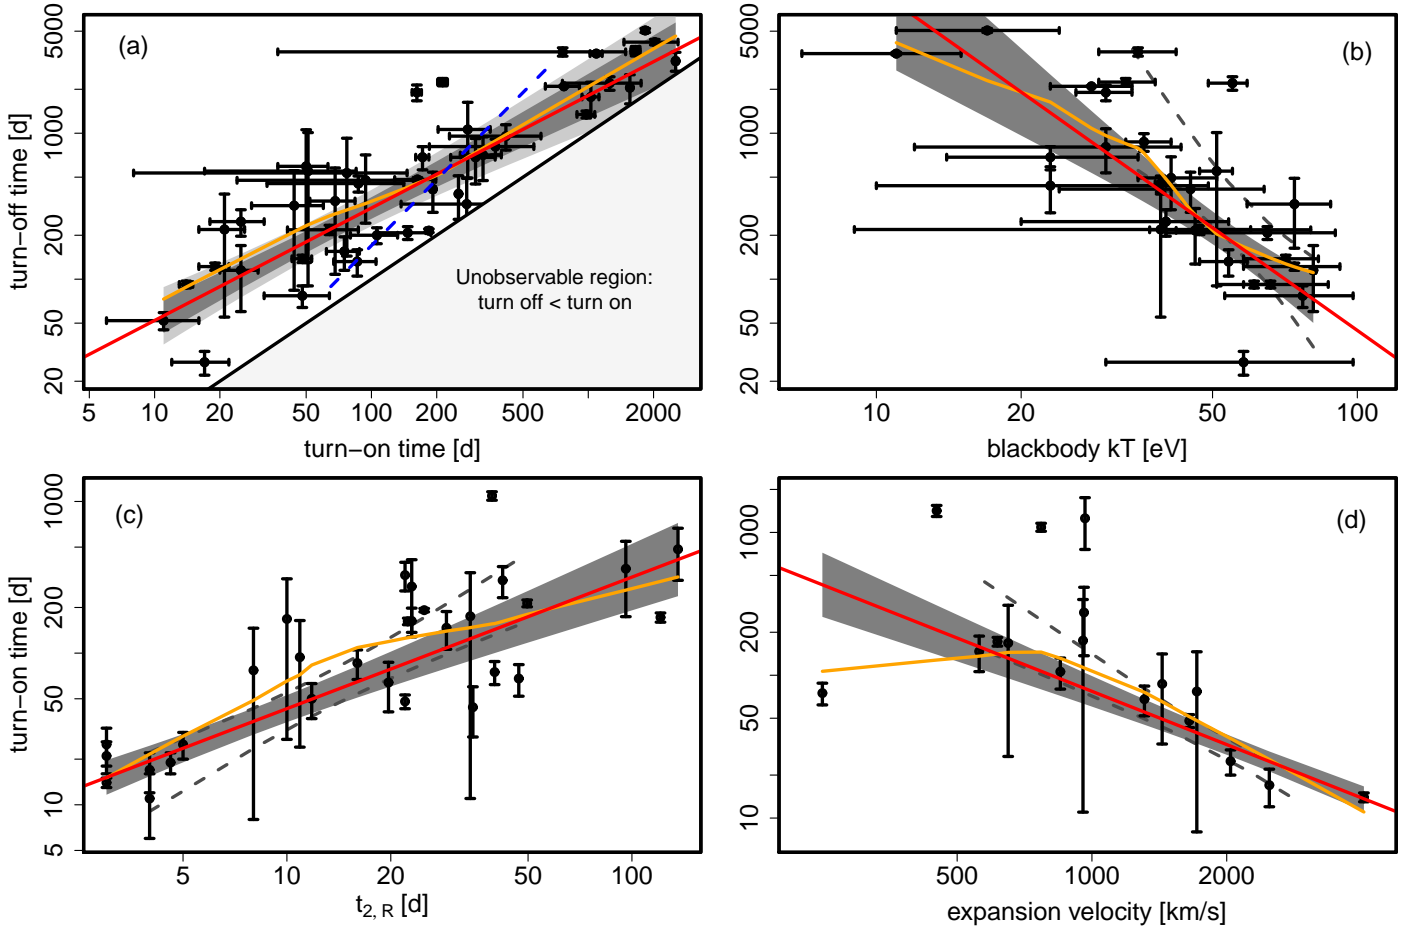 (a)
turn-off time [d]
5000
1000
200
50
20
Unobservable region:
turn off < turn on
5 10 20 50 100 200 500 2000
turn-on time [d]
(b)
5000
1000
200
50
20
10 20 50 100
blackbody kT [eV]
(c)
turn-on time [d]
1000
200
50
10
5
5 10 20 50 100
t2, R [d]
(d)
1000
200
50
10
500 1000 2000
expansion velocity [km/s]